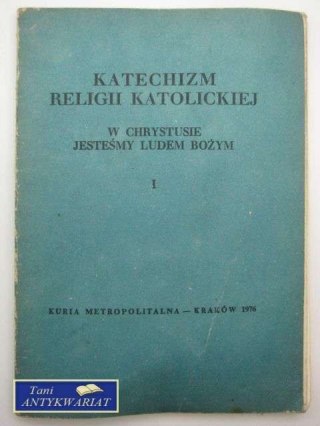 KATECHIZM
RELIGII KATOLICKIEJ
W CHRYSTUSIE
JESTEŚMY LUDEM BOŻYM
I
KURIA METROPOLITALNA — KRAKÓW 1976
Tani
ANTYKWARIAT